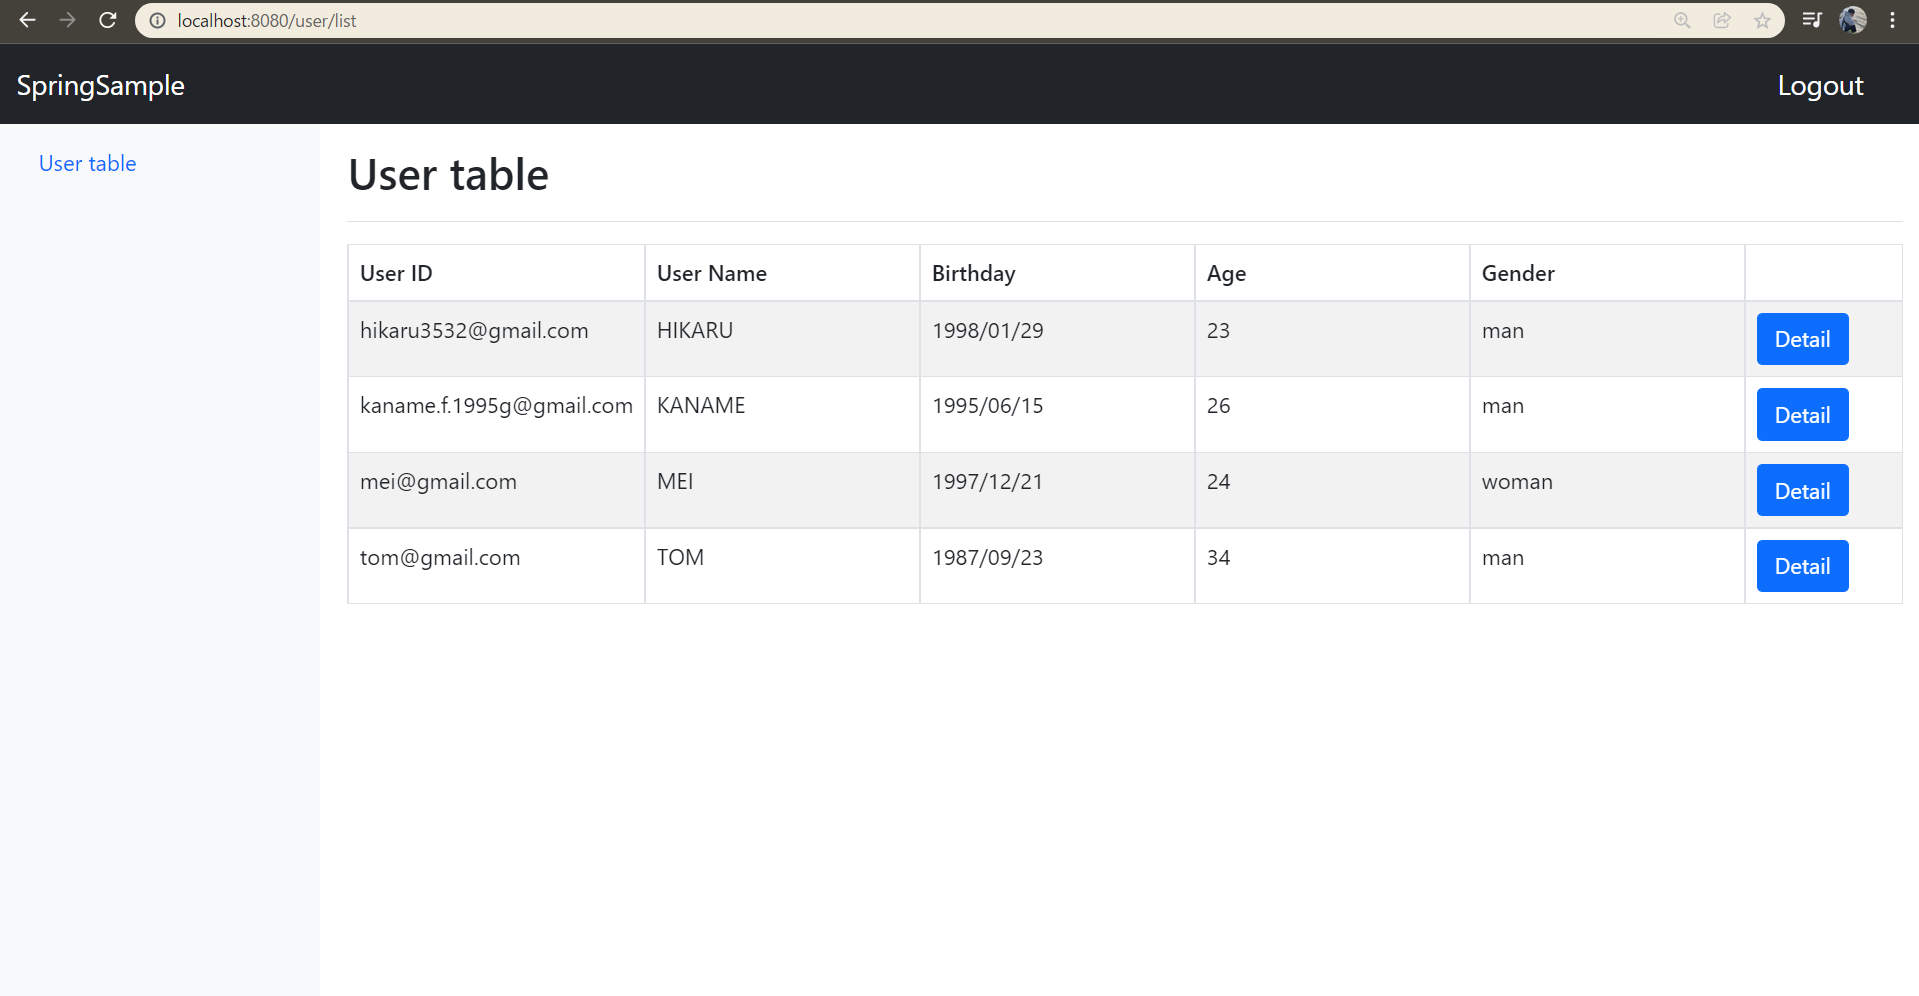 localhost:8080/user/list
SpringSample Logout
User table
User table
User ID User Name Birthday Age Gender
hikaru3532@gmail.com HIKARU 1998/01/29 23 man Detail
kaname.f.1995g@gmail.com KANAME 1995/06/15 26 man Detail
mei@gmail.com MEI 1997/12/21 24 woman Detail
tom@gmail.com TOM 1987/09/23 34 man Detail